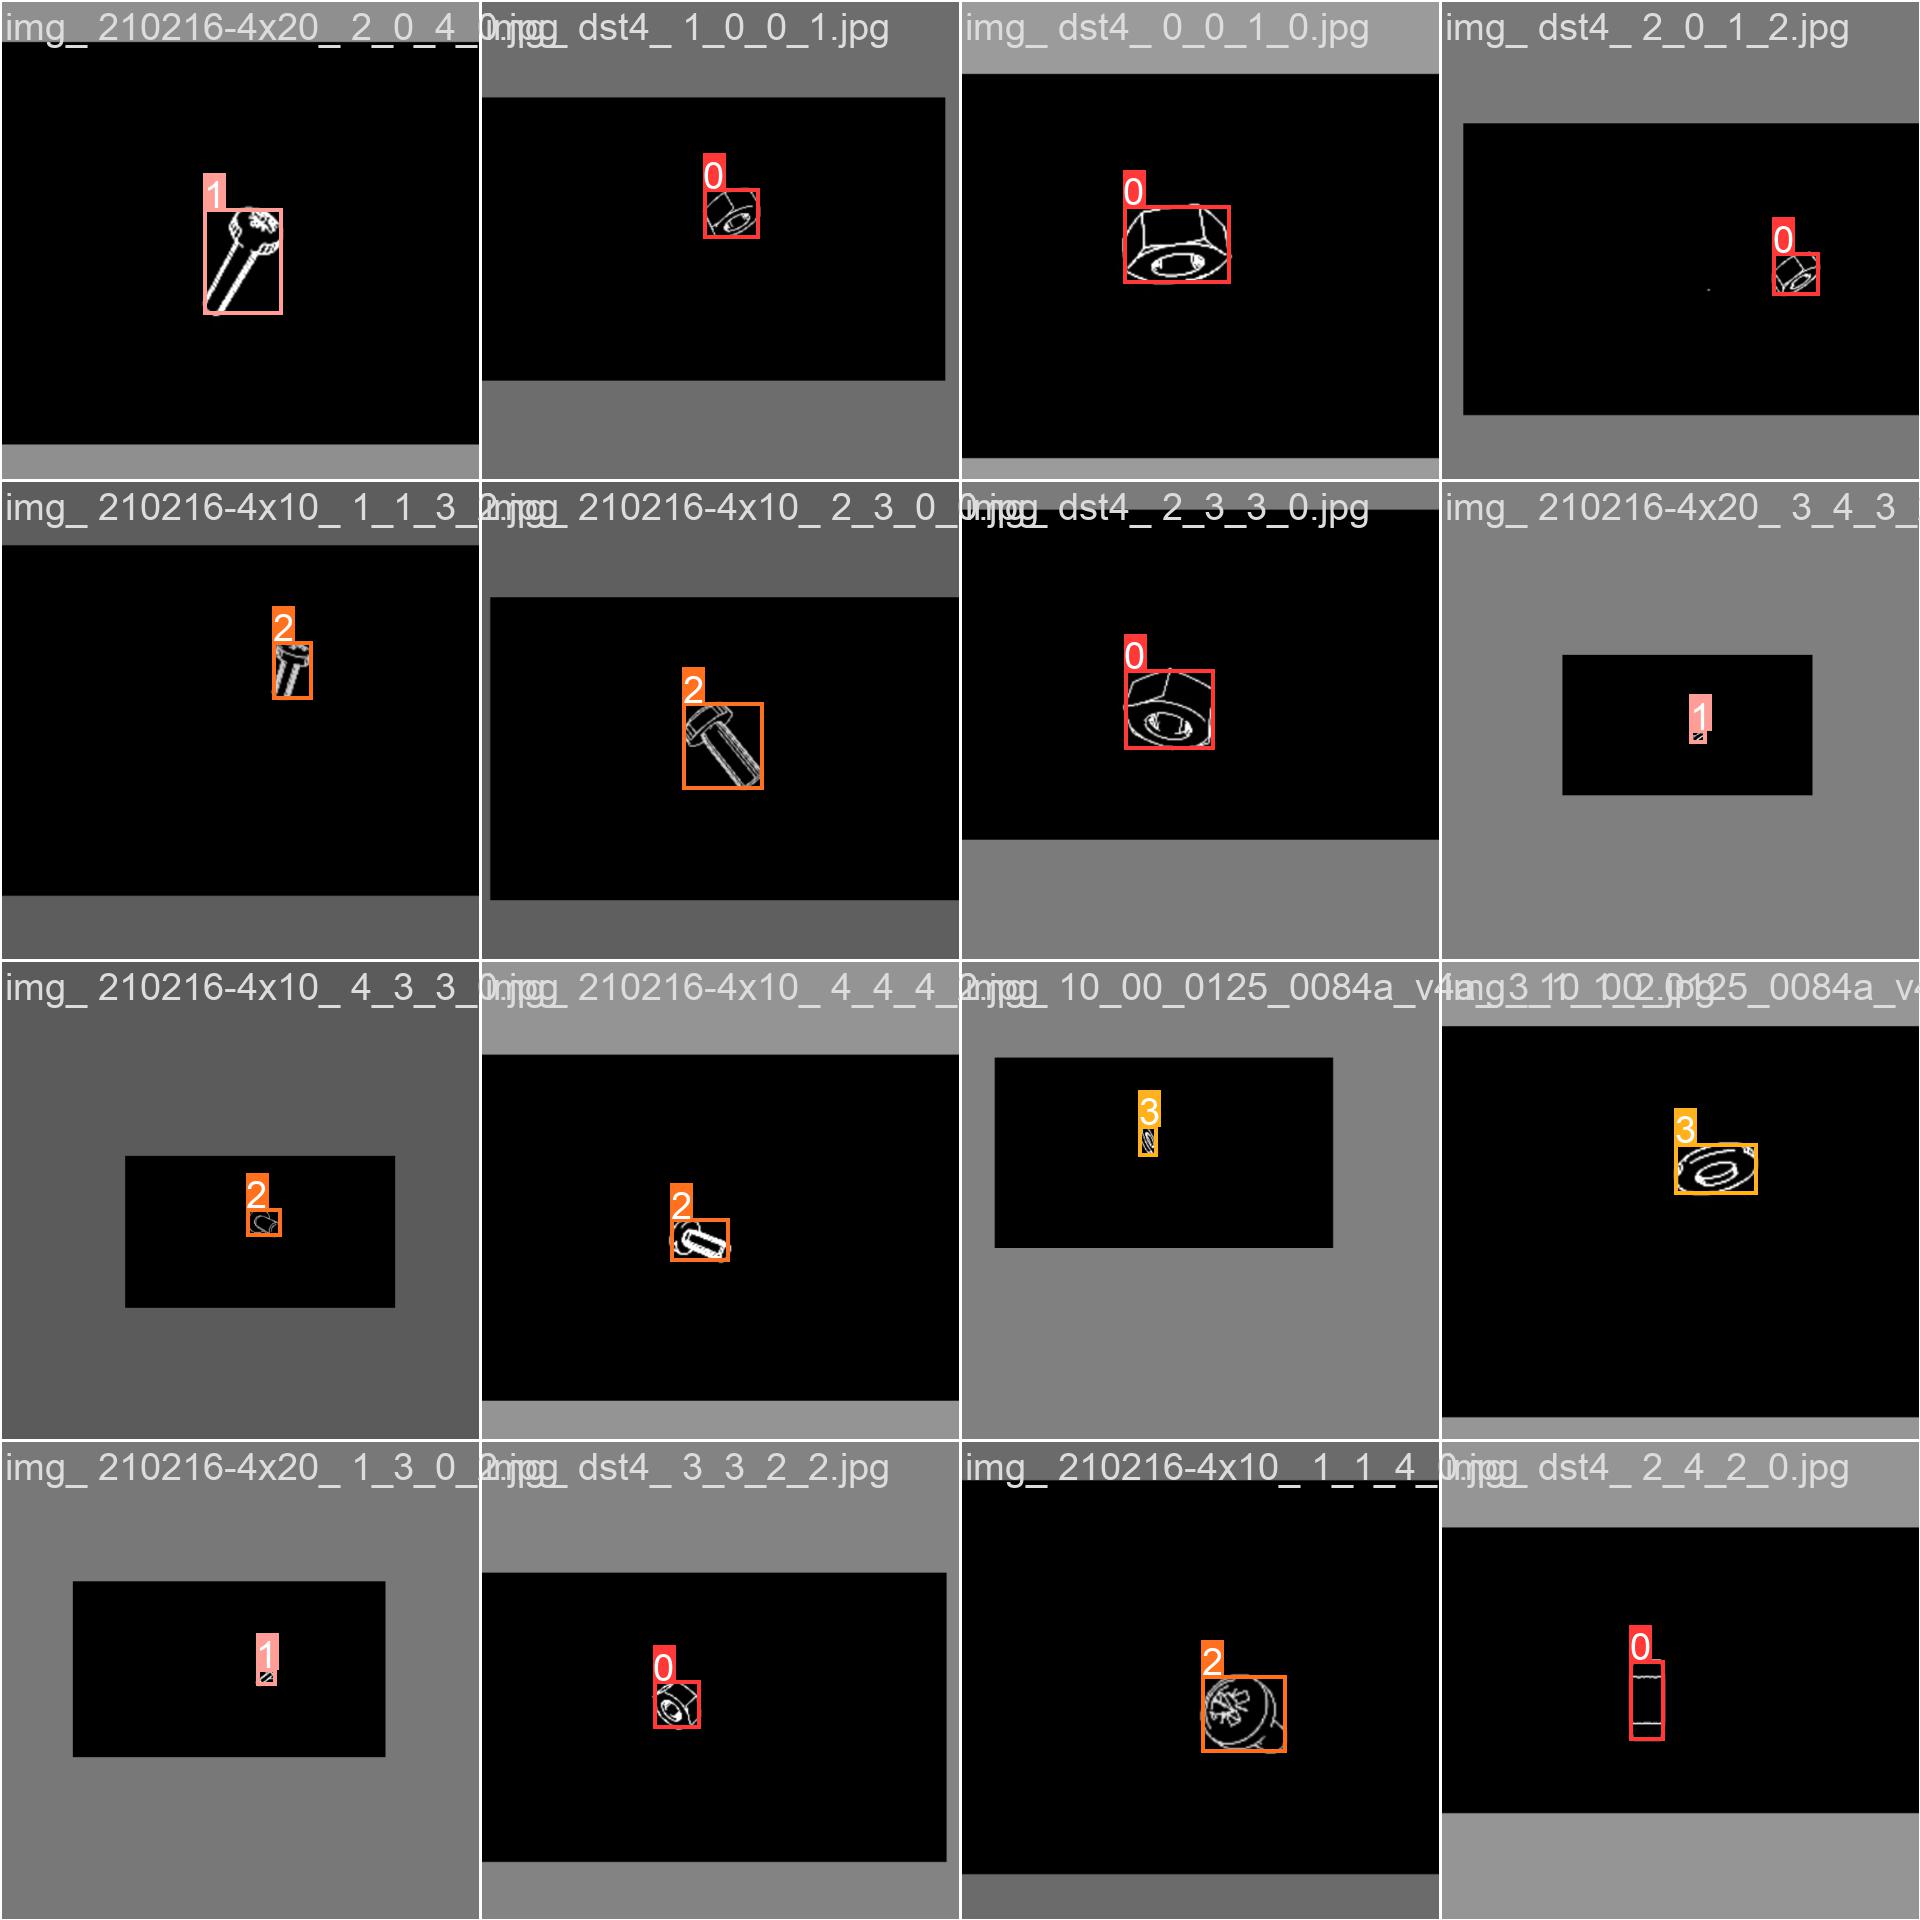 img_ 210216-4x20_ 2_0_4_0.jpg
img_ dst4_ 1_0_0_1.jpg
img_ dst4_ 0_0_1_0.jpg
img_ dst4_ 2_0_1_2.jpg
1
0
0
0
img_ 210216-4x10_ 1_1_3_2.jpg
img_ 210216-4x10_ 2_3_0_0.jpg
img_ dst4_ 2_3_3_0.jpg
img_ 210216-4x20_ 3_4_3_
2
2
0
1
img_ 210216-4x10_ 4_3_3_0.jpg
img_ 210216-4x10_ 4_4_4_2.jpg
img_ 10_00_0125_0084a_v4a_ 3_1_1_2.jpg
img_ 10_00_0125_0084a_v4
2
2
3
3
img_ 210216-4x20_ 1_3_0_2.jpg
img_ dst4_ 3_3_2_2.jpg
img_ 210216-4x10_ 1_1_4_0.jpg
img_ dst4_ 2_4_2_0.jpg
1
0
2
0